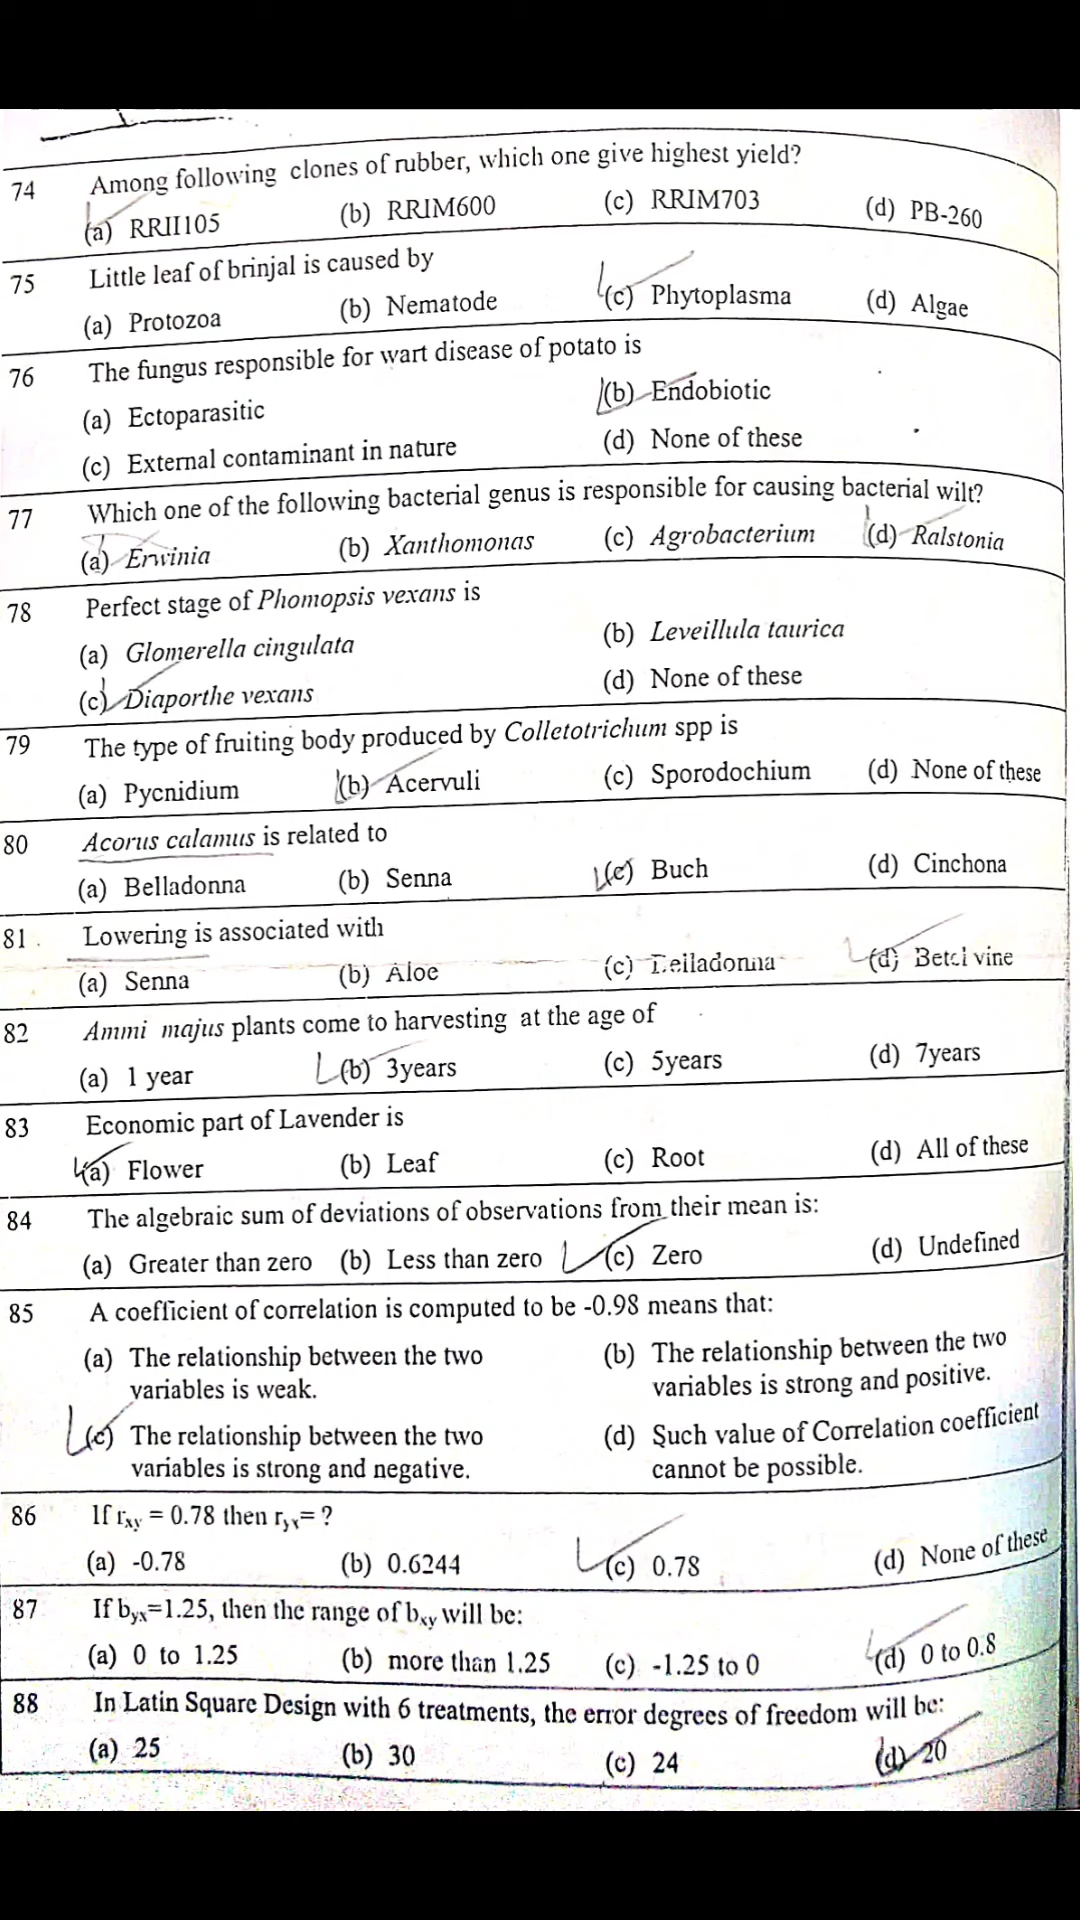 74 Among following clones of rubber, which one give highest yield?
(a) RRII105 (b) RRIM600 (c) RRIM703 (d) PB-260
75 Little leaf of brinjal is caused by
(a) Protozoa (b) Nematode (c) Phytoplasma (d) Algae
76 The fungus responsible for wart disease of potato is
(a) Ectoparasitic (b) Endobiotic
(c) External contaminant in nature (d) None of these
77 Which one of the following bacterial genus is responsible for causing bacterial wilt?
(a) Erwinia (b) Xanthomonas (c) Agrobacterium (d) Ralstonia
78 Perfect stage of Phomopsis vexans is
(a) Glomerella cingulata (b) Leveillula taurica
(c) Diaporthe vexans (d) None of these
79 The type of fruiting body produced by Colletotrichum spp is
(a) Pycnidium (b) Acervuli (c) Sporodochium (d) None of these
80 Acorus calamus is related to
(a) Belladonna (b) Senna (c) Buch (d) Cinchona
81 Lowering is associated with
(a) Senna (b) Aloe (c) Belladonna (d) Betel vine
82 Ammi majus plants come to harvesting at the age of
(a) 1 year (b) 3years (c) 5years (d) 7years
83 Economic part of Lavender is
(a) Flower (b) Leaf (c) Root (d) All of these
84 The algebraic sum of deviations of observations from their mean is:
(a) Greater than zero (b) Less than zero (c) Zero (d) Undefined
85 A coefficient of correlation is computed to be -0.98 means that:
(a) The relationship between the two (b) The relationship between the two
variables is weak. variables is strong and positive.
(c) The relationship between the two (d) Such value of Correlation coefficient
variables is strong and negative. cannot be possible.
86 If rxy = 0.78 then ryx= ?
(a) -0.78 (b) 0.6244 (c) 0.78 (d) None of these
87 If byx=1.25, then the range of bxy will be:
(a) 0 to 1.25 (b) more than 1.25 (c) -1.25 to 0 (d) 0 to 0.8
88 In Latin Square Design with 6 treatments, the error degrees of freedom will be:
(a) 25 (b) 30 (c) 24 (d) 20